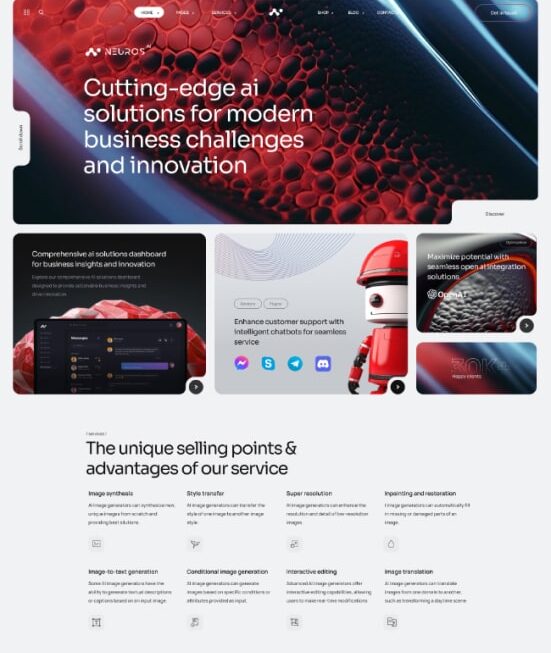 HOME
PAGES
SERVICES
SHOP
BLOG
CONTACTS
NEUROS AI
Cutting-edge ai
solutions for modern
business challenges
and innovation
Discover
Comprehensive ai solutions dashboard
for business insights and innovation
Explore our comprehensive AI solutions dashboard
designed to provide actionable business insights and
drive innovation
Messages
Enhance customer support with
intelligent chatbots for seamless
service
Maximize potential with
seamless open ai integration
solutions
OpenAI
Happy clients
The unique selling points &
advantages of our service
Image synthesis
Style transfer
Super resolution
Inpainting and restoration
AI image generators can synthesize new,
unique images from scratch and
providing best solutions
AI image generators can transfer the
style of one image to another image
style
AI image generators can enhance the
resolution and detail of low-resolution
images
AI image generators can automatically fill
in missing or damaged parts of an
image
Image-to-text generation
Conditional image generation
Interactive editing
Image translation
Some AI image generators have the
ability to generate textual descriptions
or captions based on an input image
AI image generators can generate
images based on specific conditions or
attributes provided as input
Advanced AI image generators offer
interactive editing capabilities, allowing
users to make real-time modifications
AI image generators can translate
images from one domain to another,
such as transforming a daytime scene